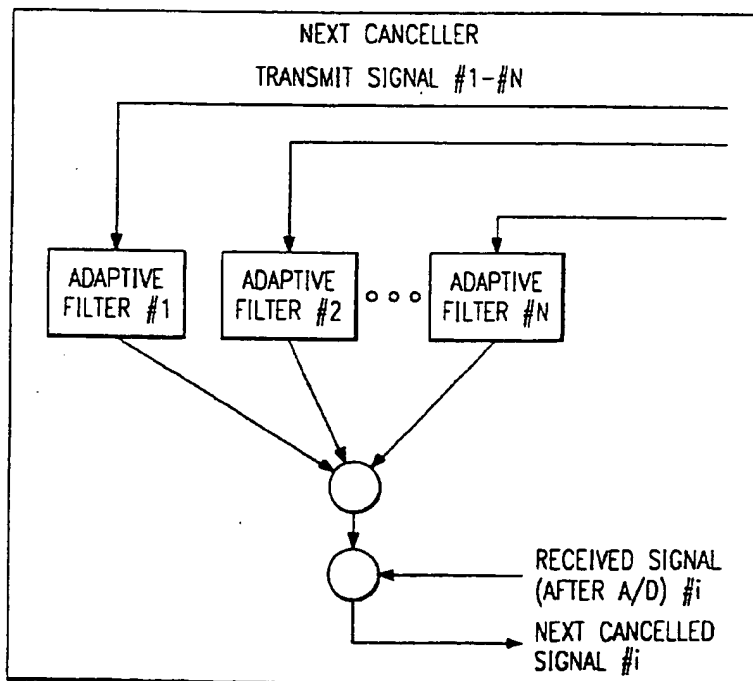 NEXT CANCELLER
TRANSMIT SIGNAL #1-#N
ADAPTIVE
FILTER #1
ADAPTIVE
FILTER #2
ADAPTIVE
FILTER #N
RECEIVED SIGNAL
(AFTER A/D) #i
NEXT CANCELLED
SIGNAL #i